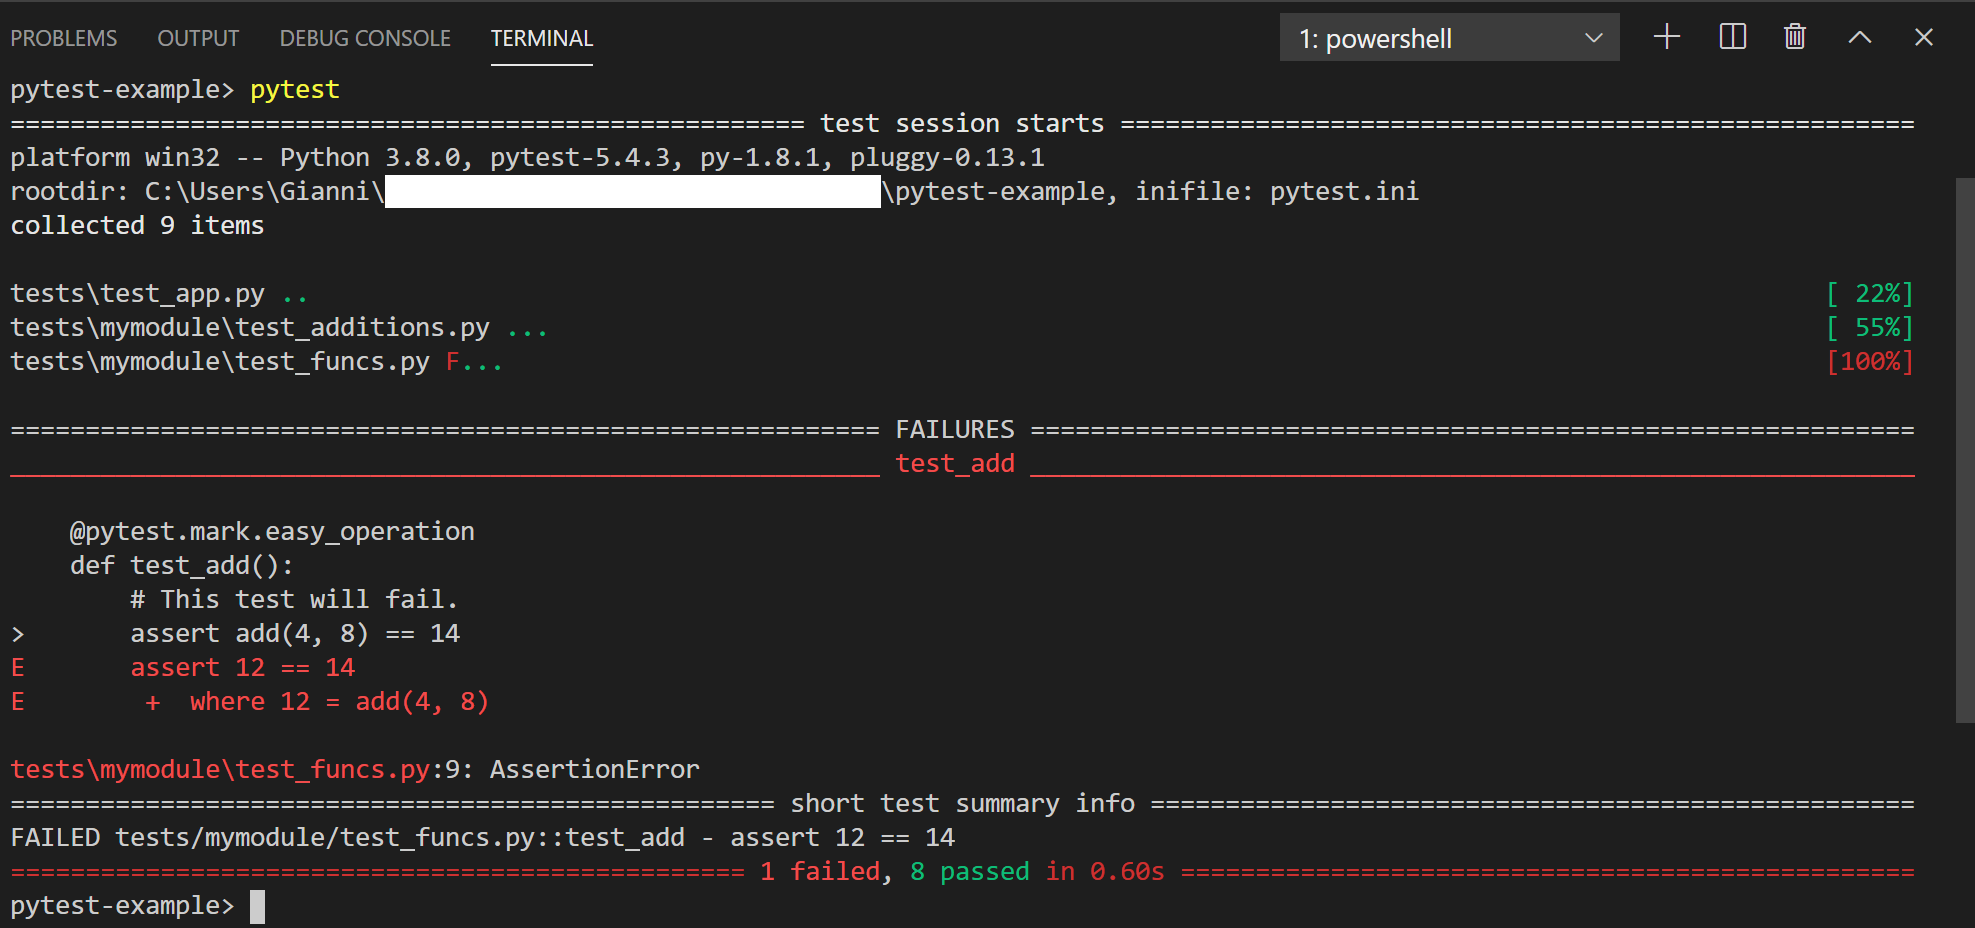 PROBLEMS OUTPUT DEBUG CONSOLE TERMINAL 1: powershell
pytest-example> pytest
===================================================== test session starts =====================================================
platform win32 -- Python 3.8.0, pytest-5.4.3, py-1.8.1, pluggy-0.13.1
rootdir: C:\Users\Gianni\ \pytest-example, inifile: pytest.ini
collected 9 items
tests\test_app.py .. [ 22%]
tests\mymodule\test_additions.py ... [ 55%]
tests\mymodule\test_funcs.py F... [100%]
========================================================== FAILURES ===========================================================
__________________________________________________________ test_add ___________________________________________________________
    @pytest.mark.easy_operation
    def test_add():
        # This test will fail.
>       assert add(4, 8) == 14
E       assert 12 == 14
E        +  where 12 = add(4, 8)
tests\mymodule\test_funcs.py:9: AssertionError
=================================================== short test summary info ===================================================
FAILED tests/mymodule/test_funcs.py::test_add - assert 12 == 14
================================================= 1 failed, 8 passed in 0.60s =================================================
pytest-example>